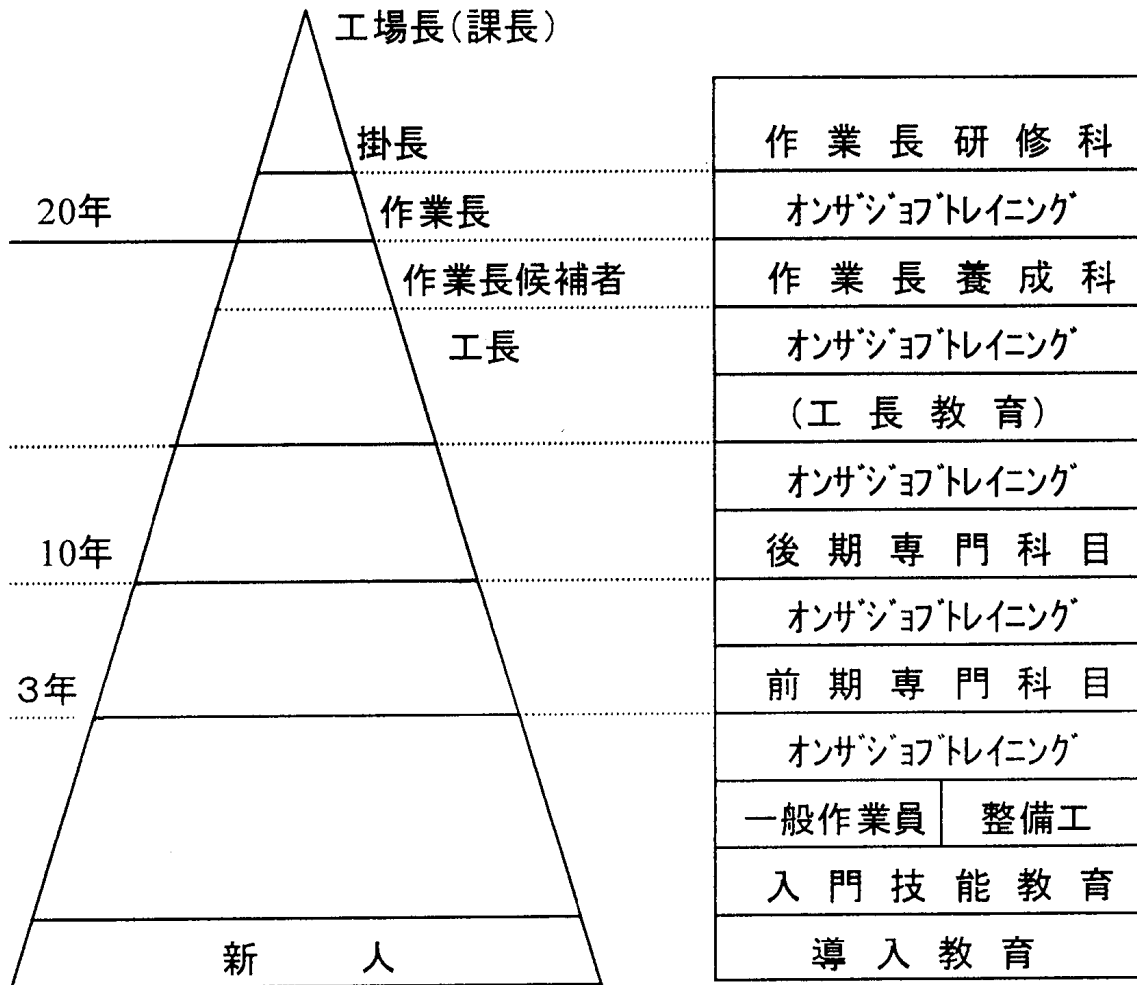 工場長(課長)
掛長
作業長研修科
20年
作業長
オンザジョブトレイニング
作業長候補者
作業長養成科
工長
オンザジョブトレイニング
(工長教育)
オンザジョブトレイニング
10年
後期専門科目
オンザジョブトレイニング
3年
前期専門科目
オンザジョブトレイニング
一般作業員 整備工
入門技能教育
新人
導入教育